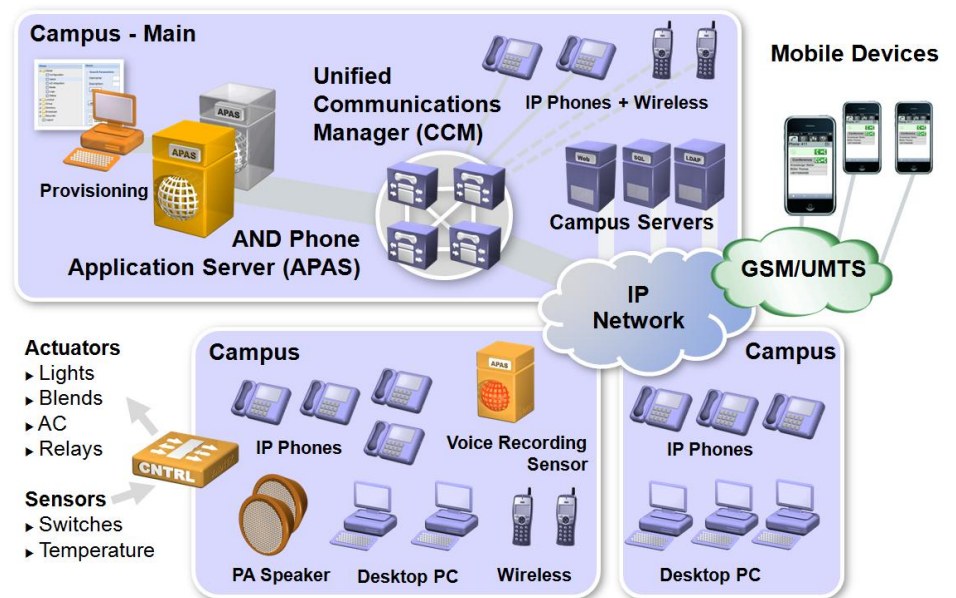 Campus - Main
Mobile Devices
Unified
Communications
Manager (CCM)
IP Phones + Wireless
APAS
APAS
Web
SQL
LDAP
Provisioning
Campus Servers
AND Phone
Application Server (APAS)
GSM/UMTS
IP
Network
Actuators
▸ Lights
▸ Blends
▸ AC
▸ Relays
CNTRL
Sensors
▸ Switches
▸ Temperature
Campus
APAS
IP Phones
Voice Recording
Sensor
PA Speaker
Desktop PC
Wireless
Campus
IP Phones
Desktop PC